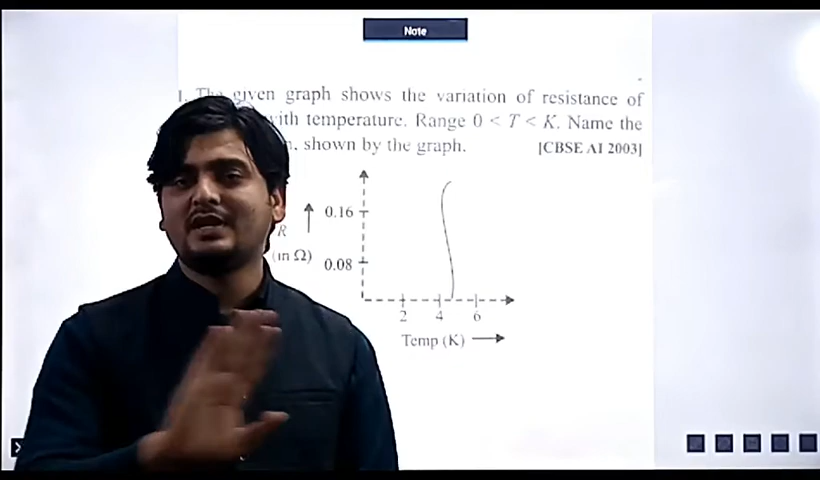 Note
1. The given graph shows the variation of resistance of
with temperature. Range 0 < T < K. Name the
shown by the graph. [CBSE AI 2003]
0.16
R
(in Ω) 0.08
2 4 6
Temp (K)